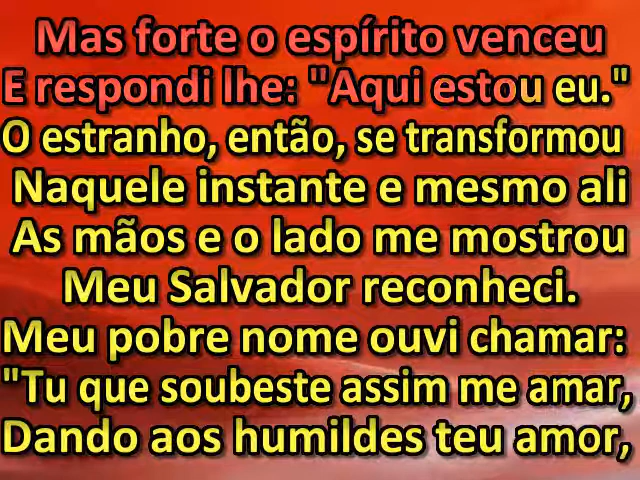 Mas forte o espírito venceu
E respondi lhe: "Aqui estou eu."
O estranho, então, se transformou
Naquele instante e mesmo ali
As mãos e o lado me mostrou
Meu Salvador reconheci.
Meu pobre nome ouvi chamar:
"Tu que soubeste assim me amar,
Dando aos humildes teu amor,